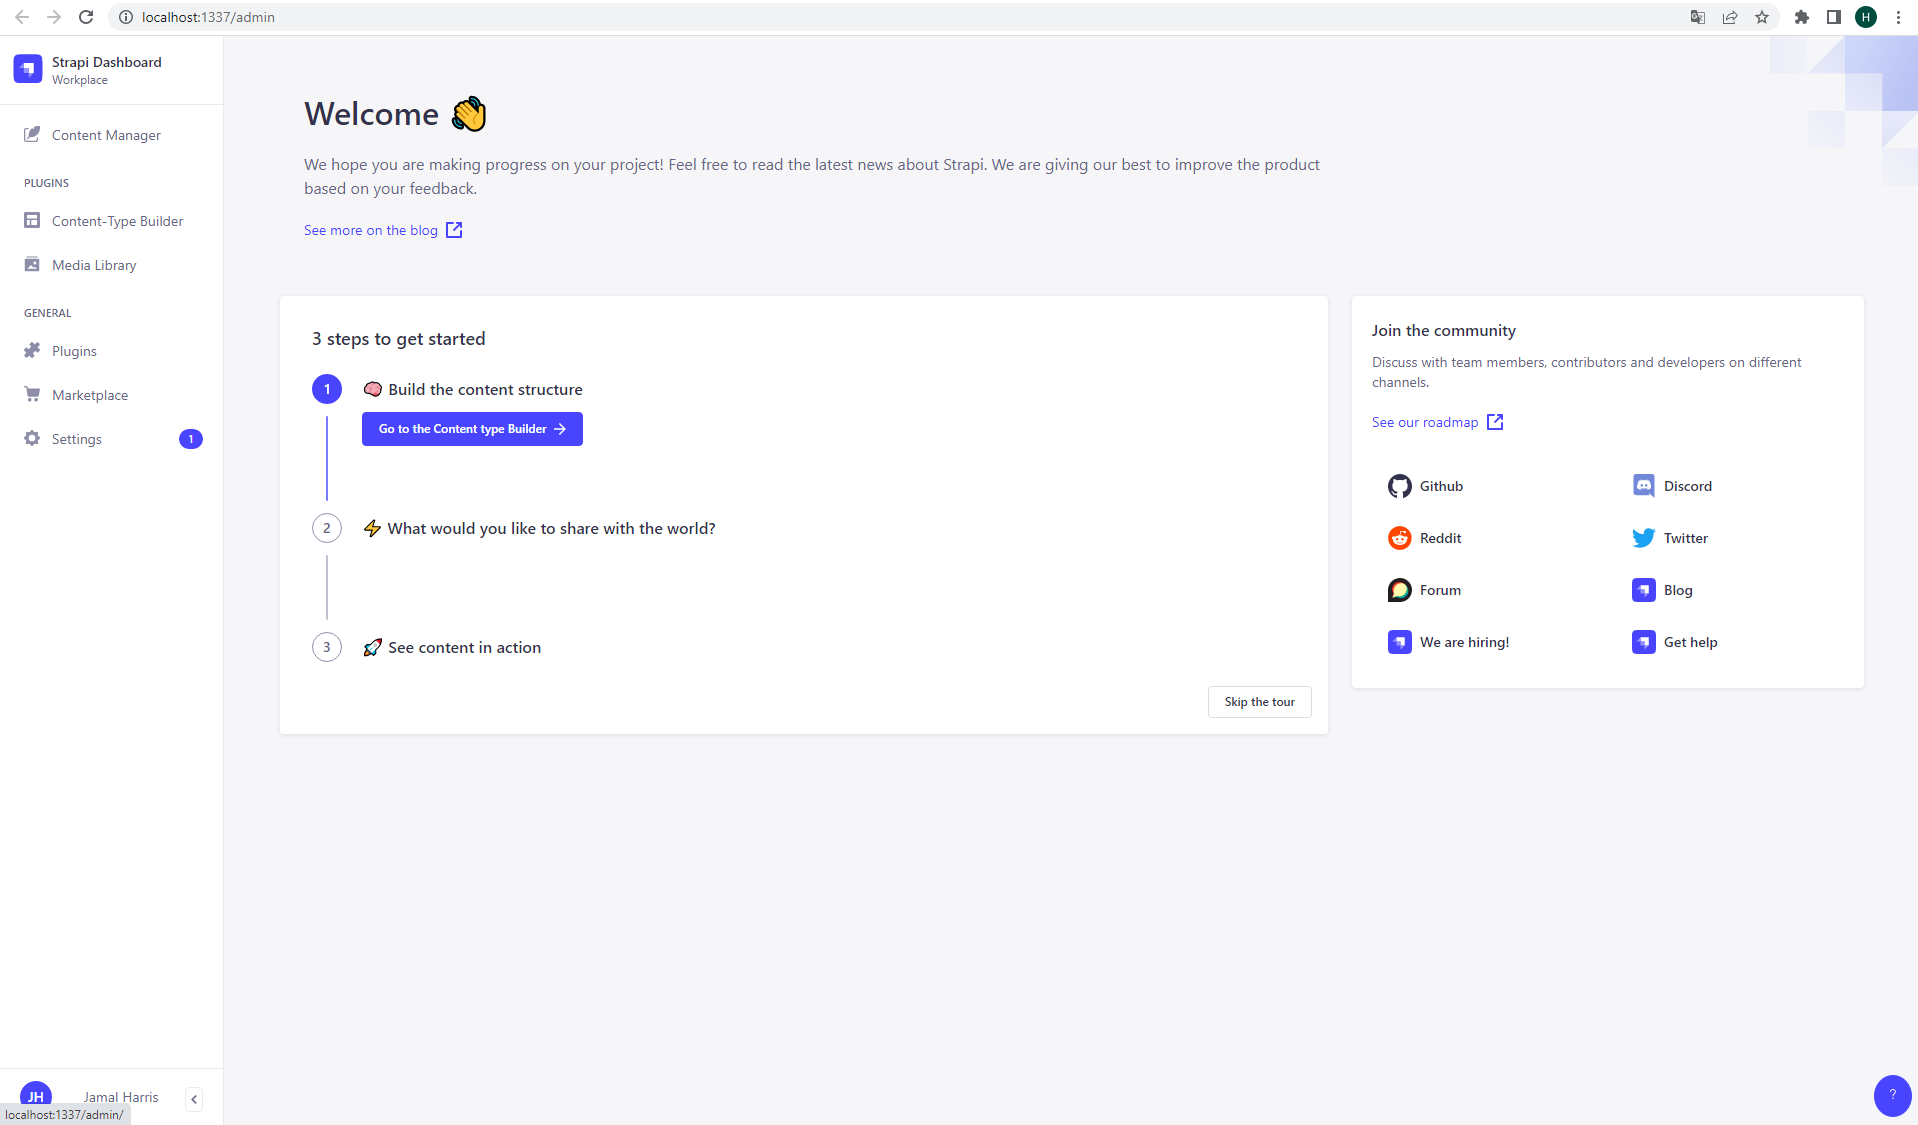 localhost:1337/admin
H
Strapi Dashboard
Workplace
Content Manager
PLUGINS
Content-Type Builder
Media Library
GENERAL
Plugins
Marketplace
Settings 1
JH Jamal Harris
localhost:1337/admin/
Welcome
We hope you are making progress on your project! Feel free to read the latest news about Strapi. We are giving our best to improve the product
based on your feedback.
See more on the blog
3 steps to get started
1 Build the content structure
Go to the Content type Builder
2 What would you like to share with the world?
3 See content in action
Skip the tour
Join the community
Discuss with team members, contributors and developers on different
channels.
See our roadmap
Github Discord
Reddit Twitter
Forum Blog
We are hiring! Get help
?